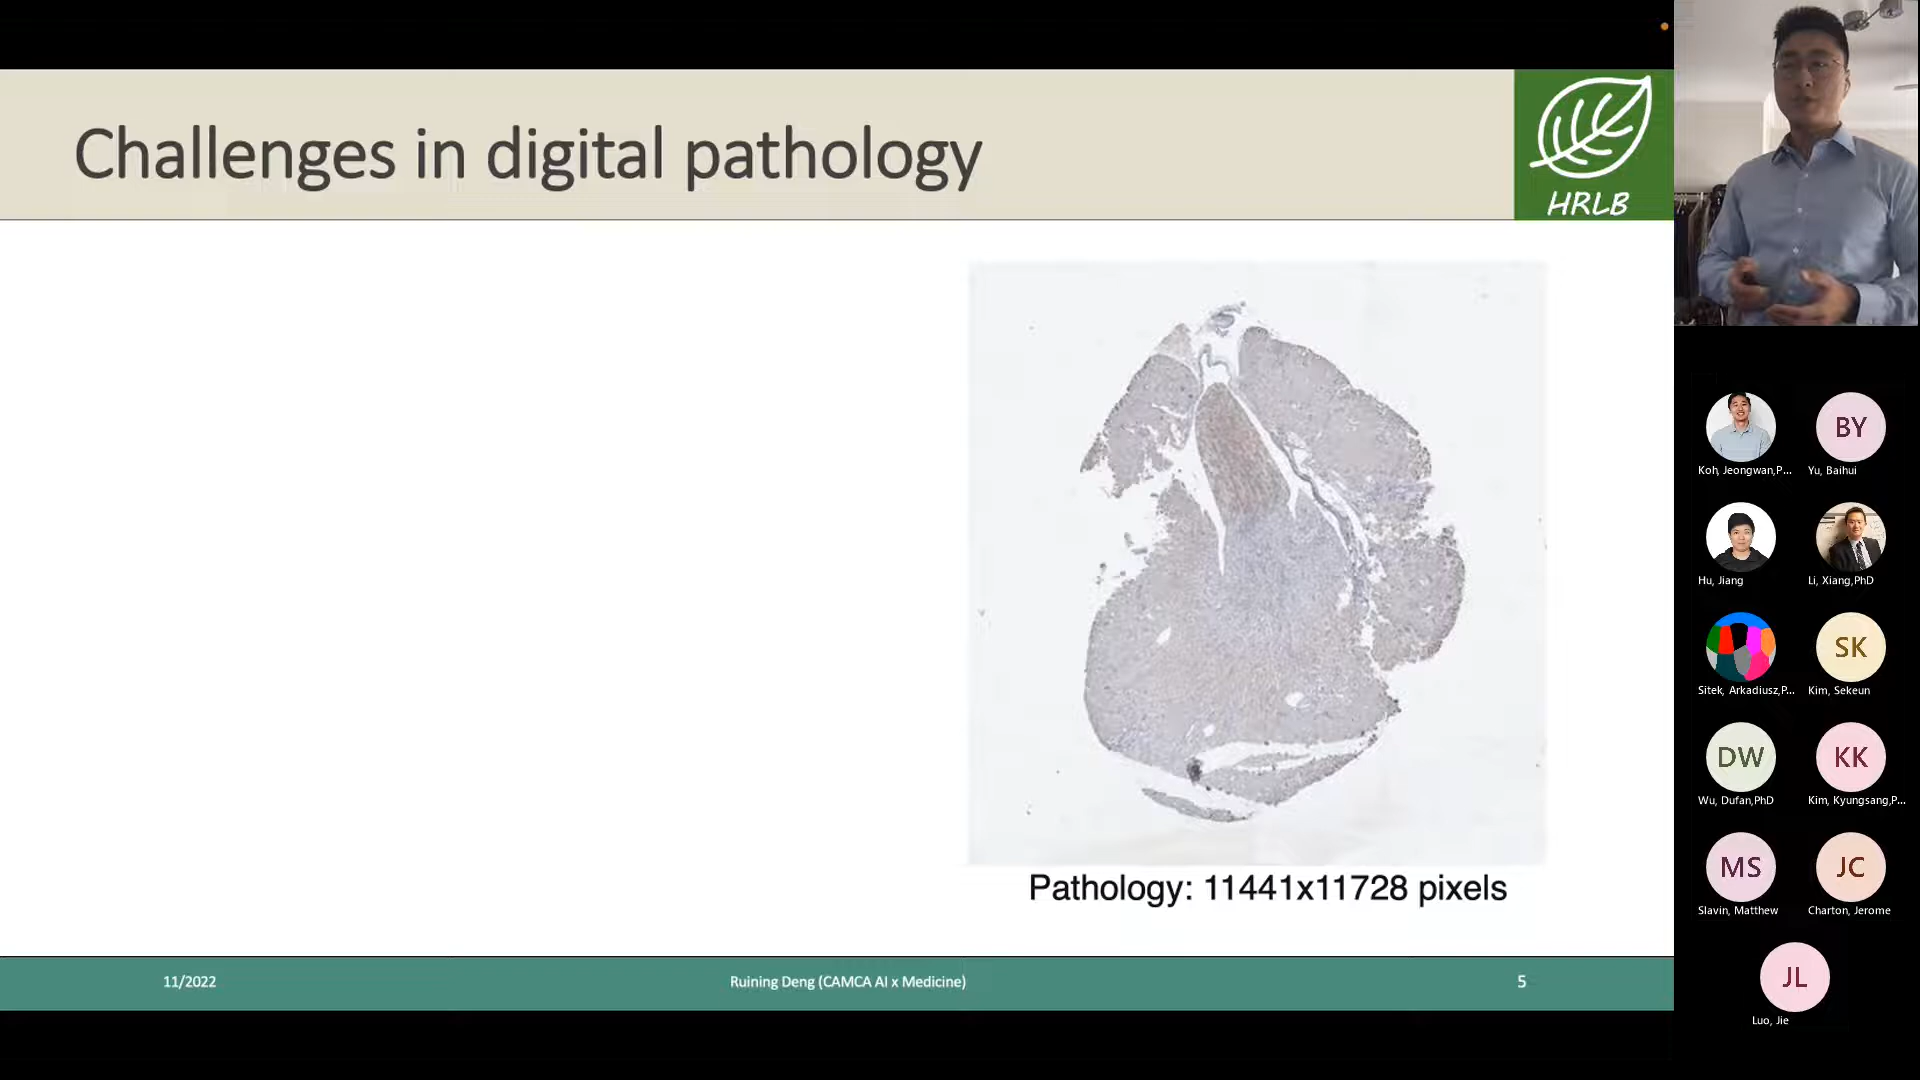 Challenges in digital pathology
HRLB
Pathology: 11441x11728 pixels
11/2022
Ruining Deng (CAMCA AI x Medicine)
5
Koh, Jeongwan,P...
BY
Yu, Baihui
Hu, Jiang
Li, Xiang,PhD
Sitek, Arkadiusz,P...
SK
Kim, Sekeun
DW
Wu, Dufan,PhD
KK
Kim, Kyungsang,P...
MS
Slavin, Matthew
JC
Charton, Jerome
JL
Luo, Jie